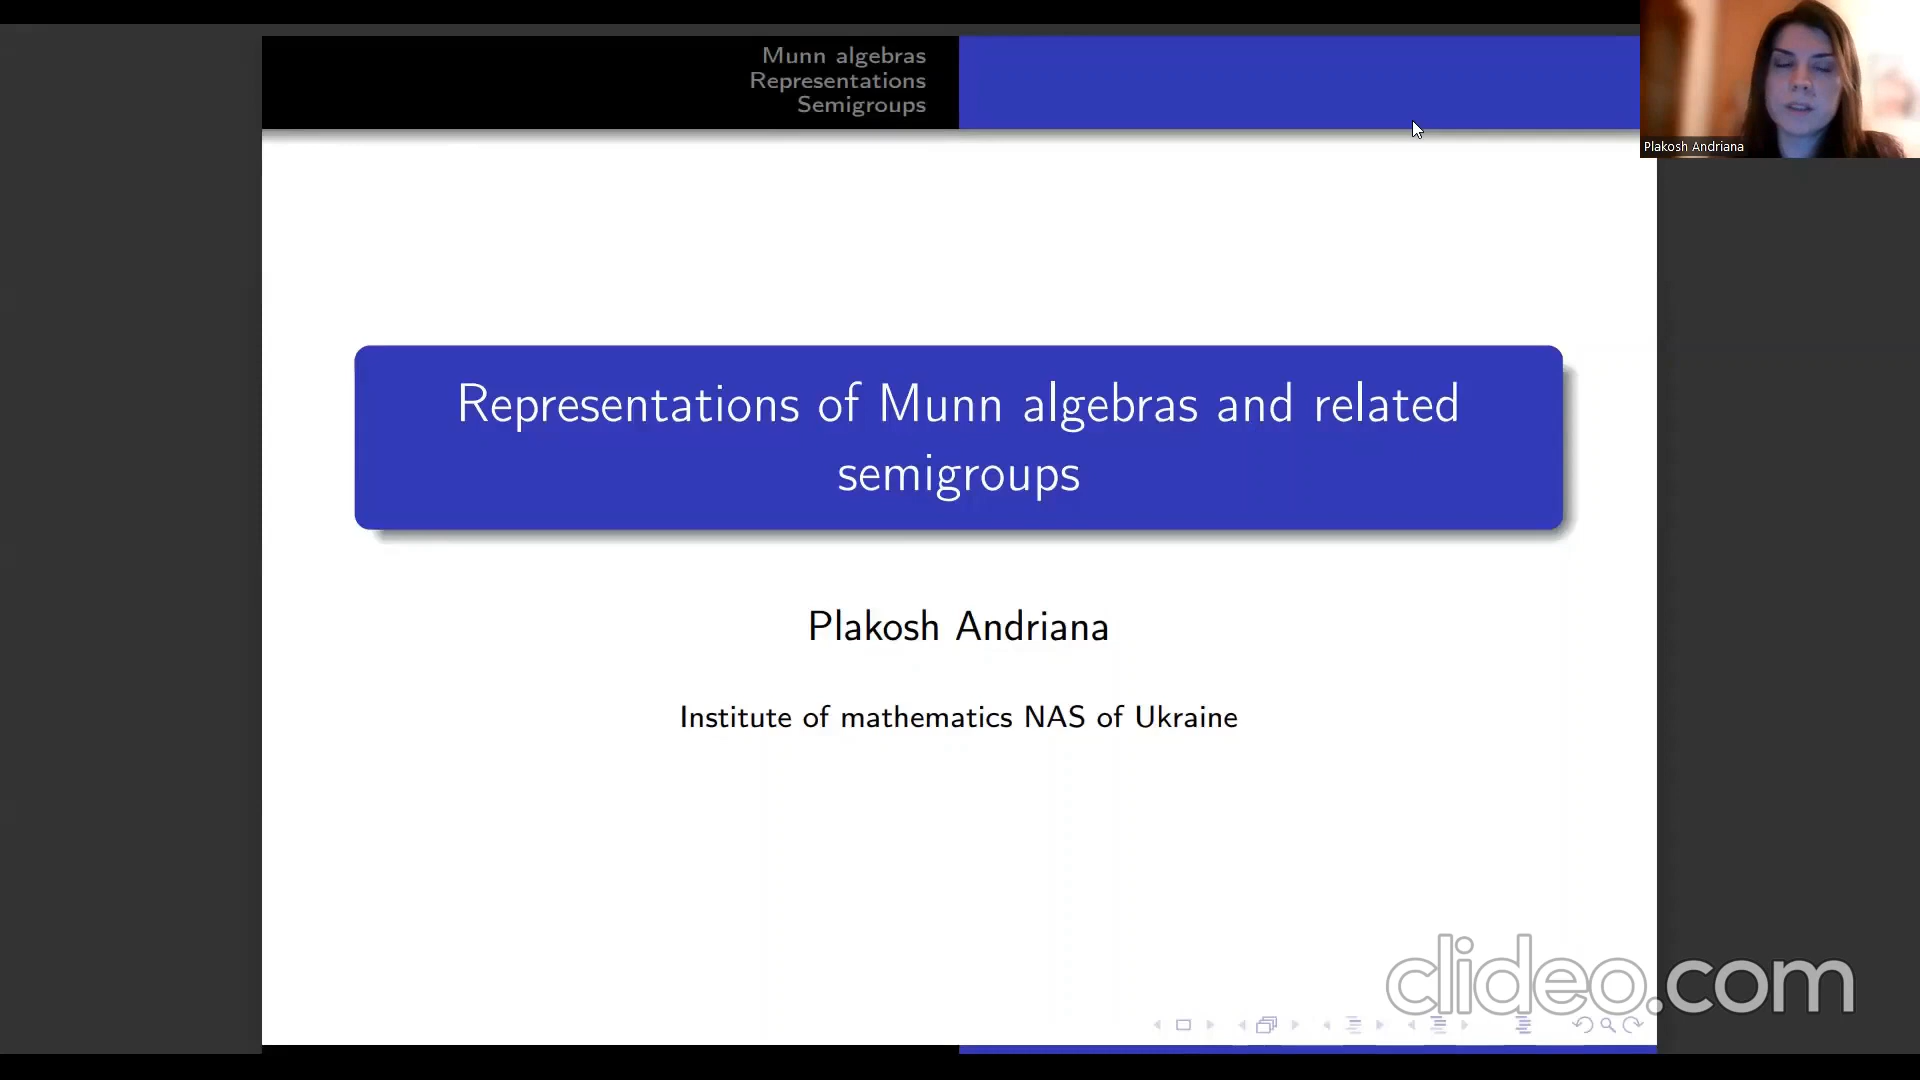 Munn algebras
Representations
Semigroups
Plakosh Andriana
Representations of Munn algebras and related
semigroups
Plakosh Andriana
Institute of mathematics NAS of Ukraine
clideo.com